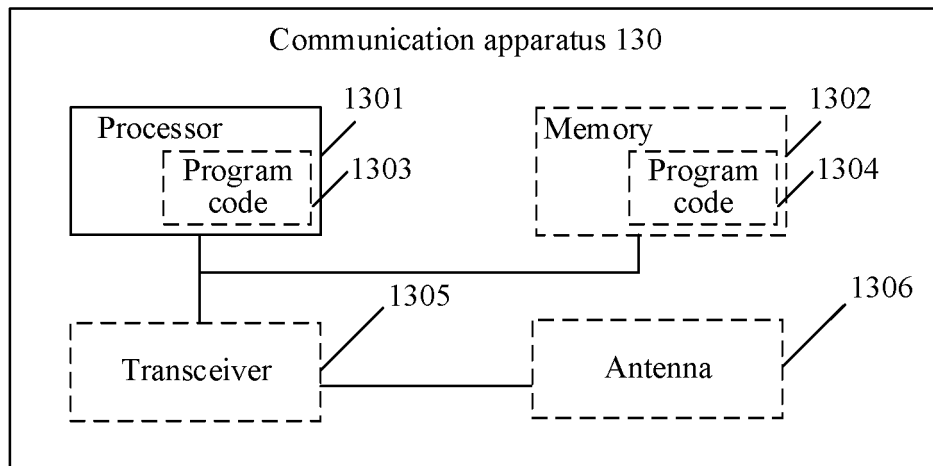 Communication apparatus 130
1301
Processor
Program
code
1303
1302
Memory
Program
code
1304
1305
Transceiver
1306
Antenna